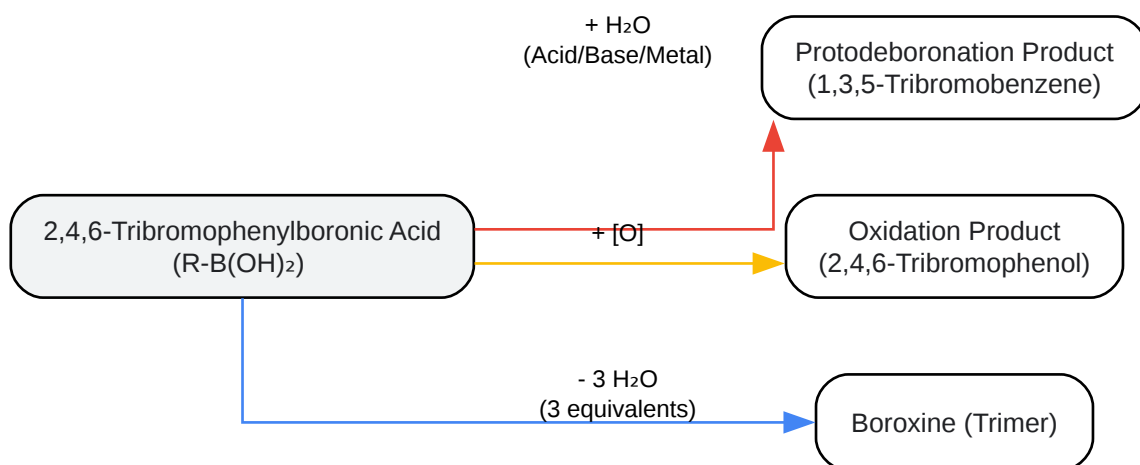 + H₂O
(Acid/Base/Metal)
Protodeboronation Product
(1,3,5-Tribromobenzene)
2,4,6-Tribromophenylboronic Acid
(R-B(OH)₂)
+ [O]
Oxidation Product
(2,4,6-Tribromophenol)
- 3 H₂O
(3 equivalents)
Boroxine (Trimer)